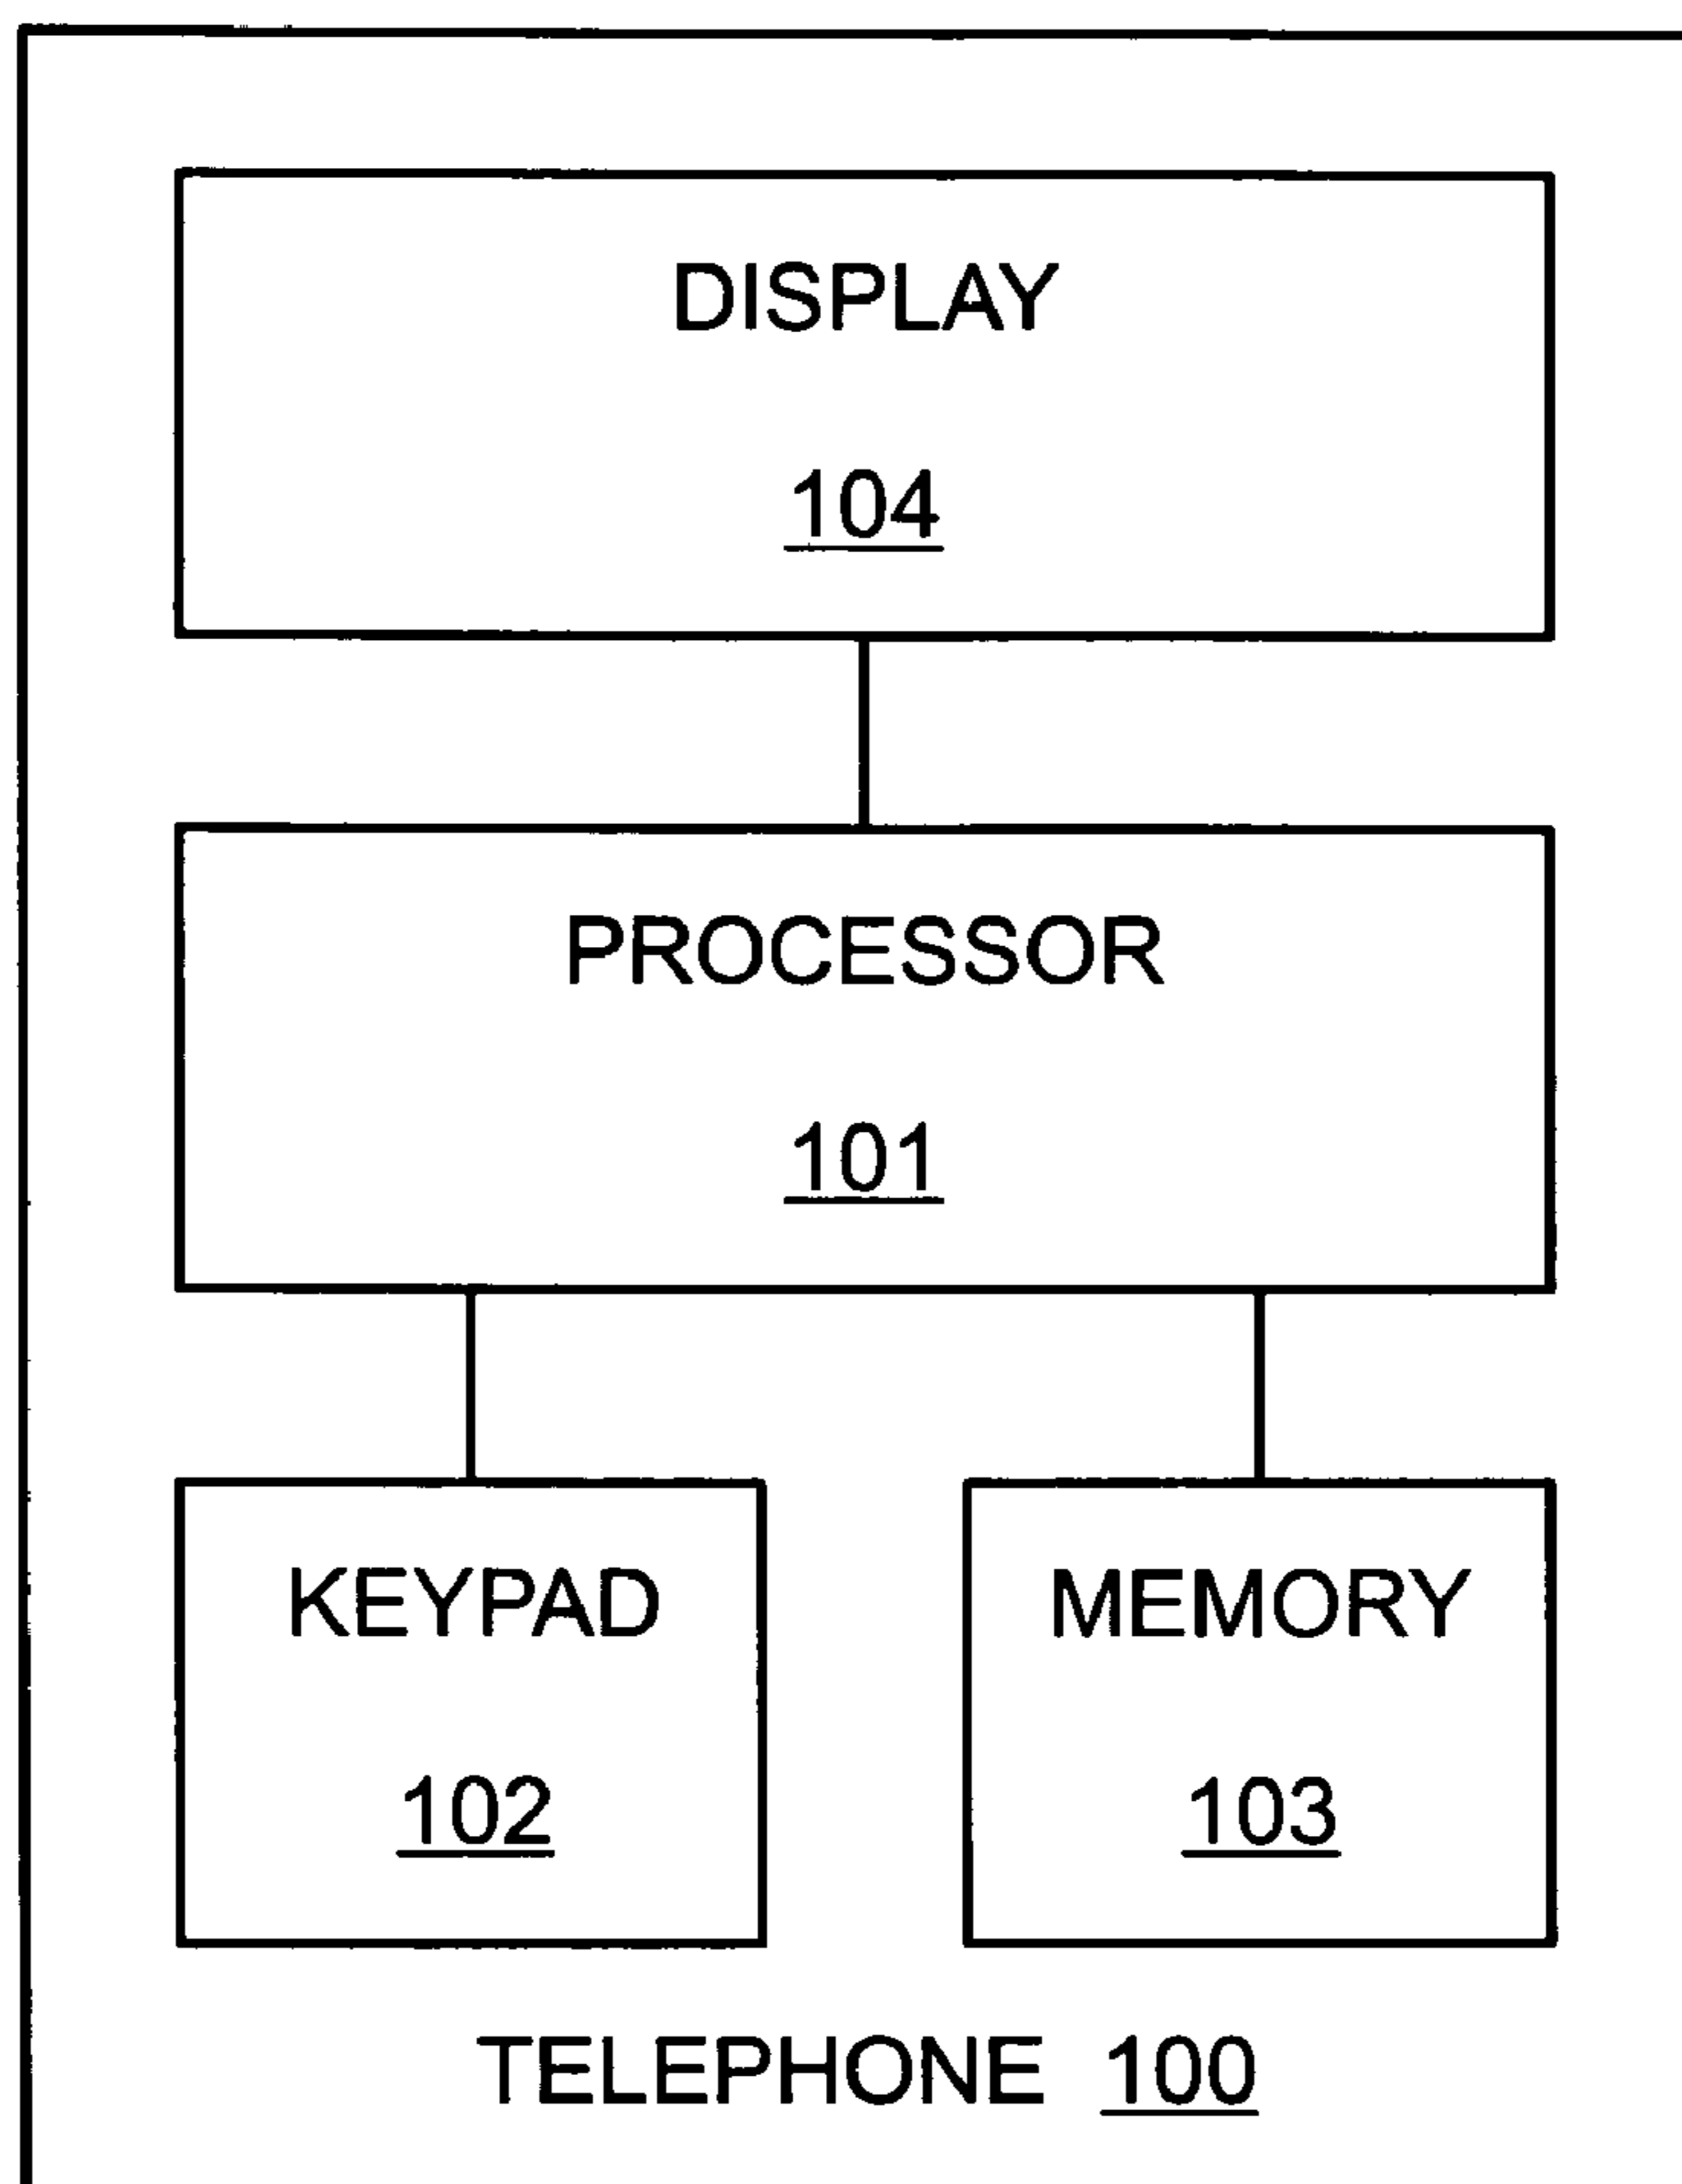 DISPLAY
104
PROCESSOR
101
KEYPAD
102
MEMORY
103
TELEPHONE 100